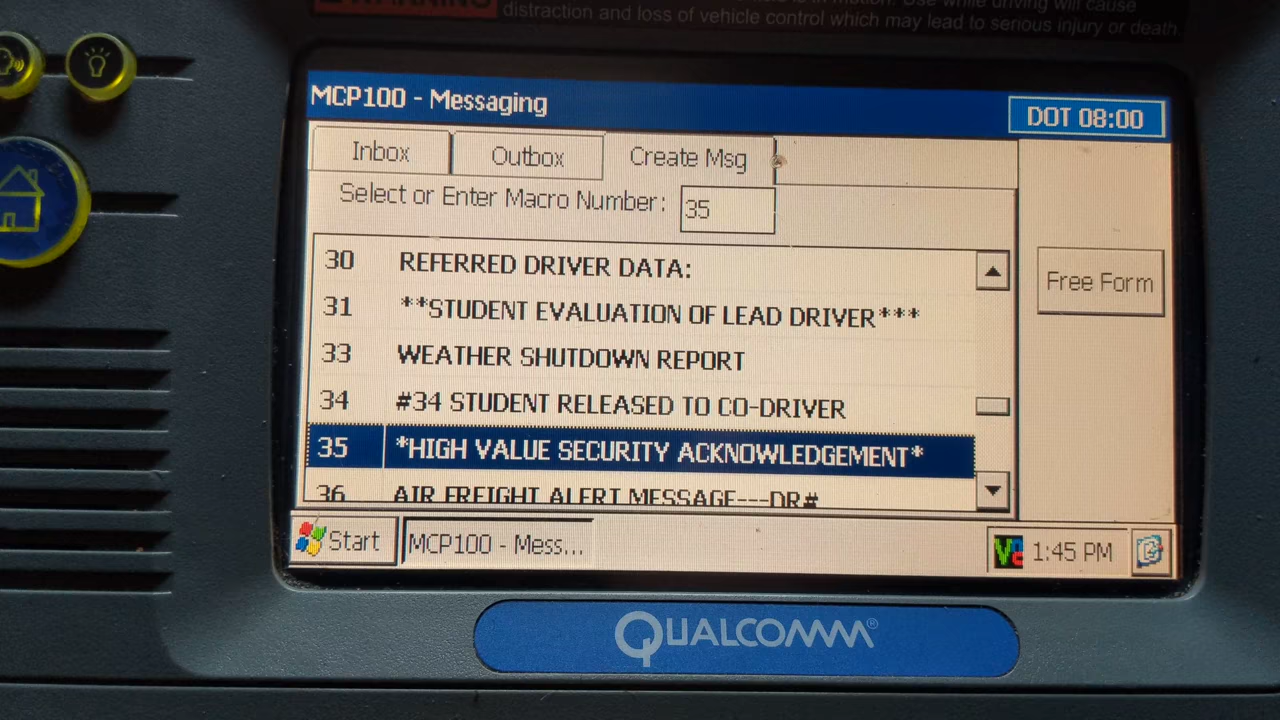 WARNING
distraction and loss of vehicle control which may lead to serious injury or death.
MCP100 - Messaging
DOT 08:00
Inbox
Outbox
Create Msg
Select or Enter Macro Number:
35
Free Form
30 REFERRED DRIVER DATA:
31 **STUDENT EVALUATION OF LEAD DRIVER***
33 WEATHER SHUTDOWN REPORT
34 #34 STUDENT RELEASED TO CO-DRIVER
35 *HIGH VALUE SECURITY ACKNOWLEDGEMENT*
36 AIR FREIGHT ALERT MESSAGE---DR#
Start
MCP100 - Mess...
1:45 PM
QUALCOMM®